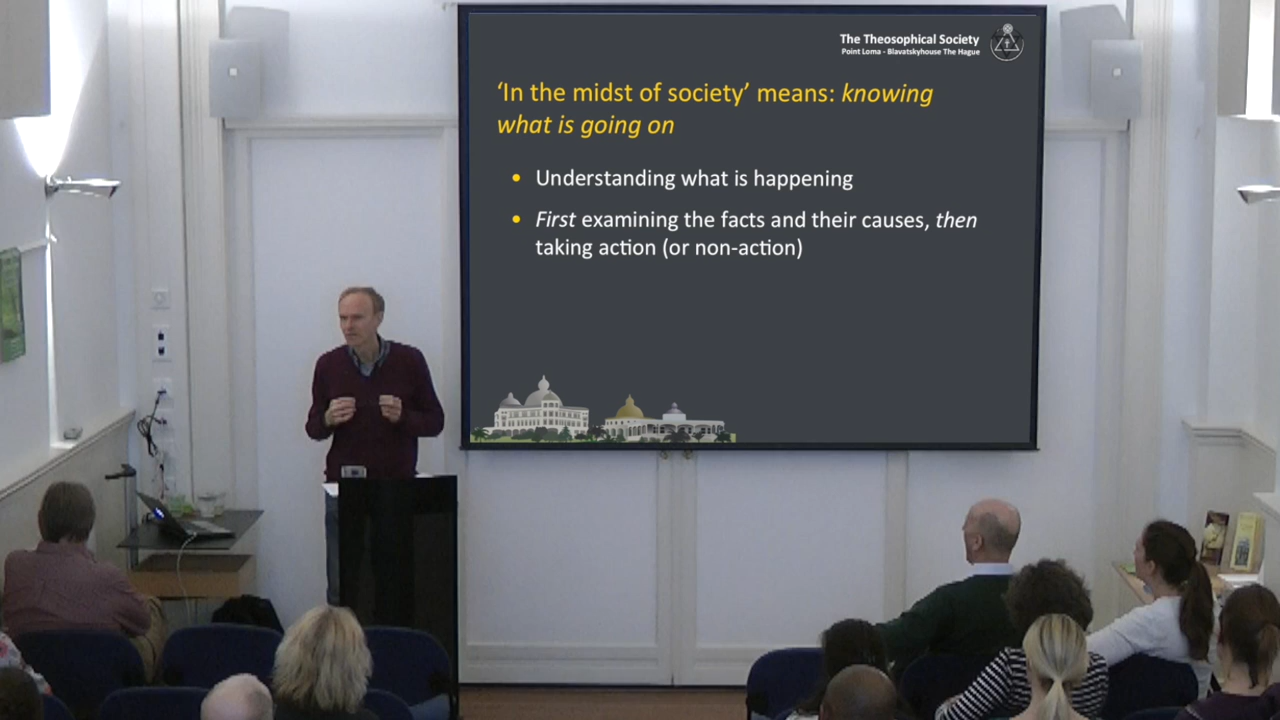 The Theosophical Society
Point Loma - Blavatskyhouse The Hague
‘In the midst of society’ means: knowing
what is going on
• Understanding what is happening
• First examining the facts and their causes, then
taking action (or non-action)